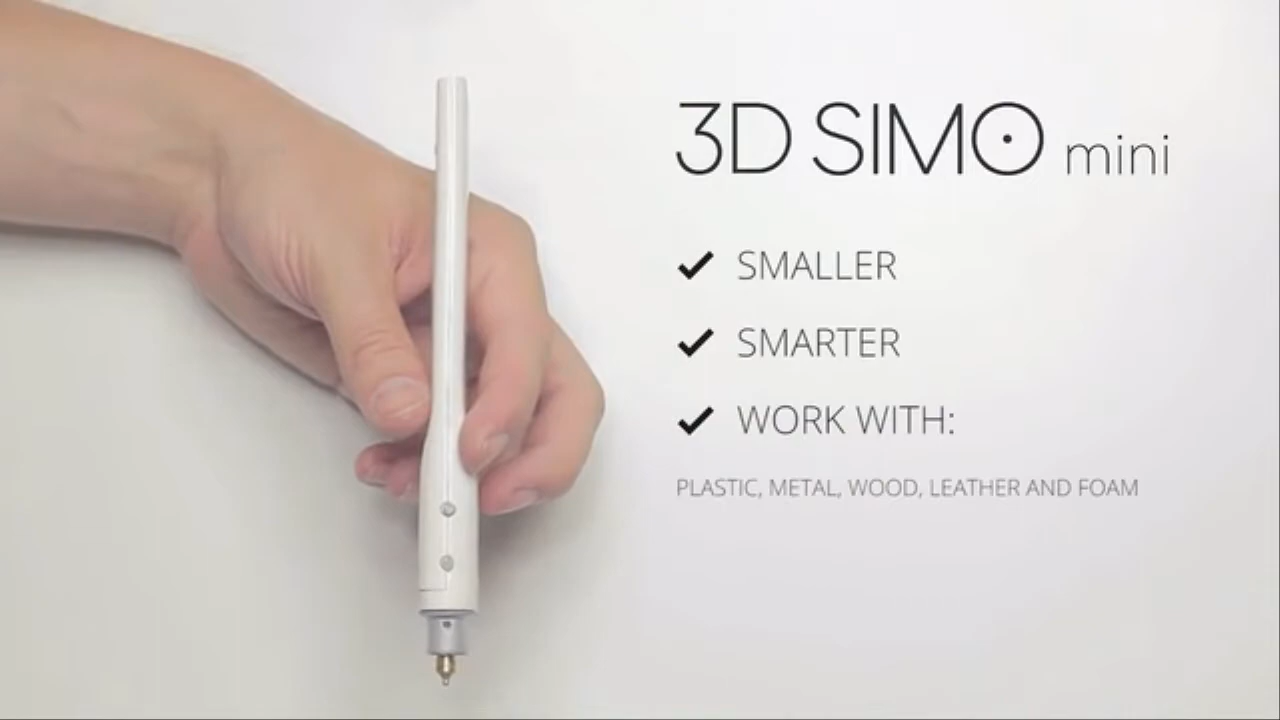 3D SIMO mini
SMALLER
SMARTER
WORK WITH:
PLASTIC, METAL, WOOD, LEATHER AND FOAM